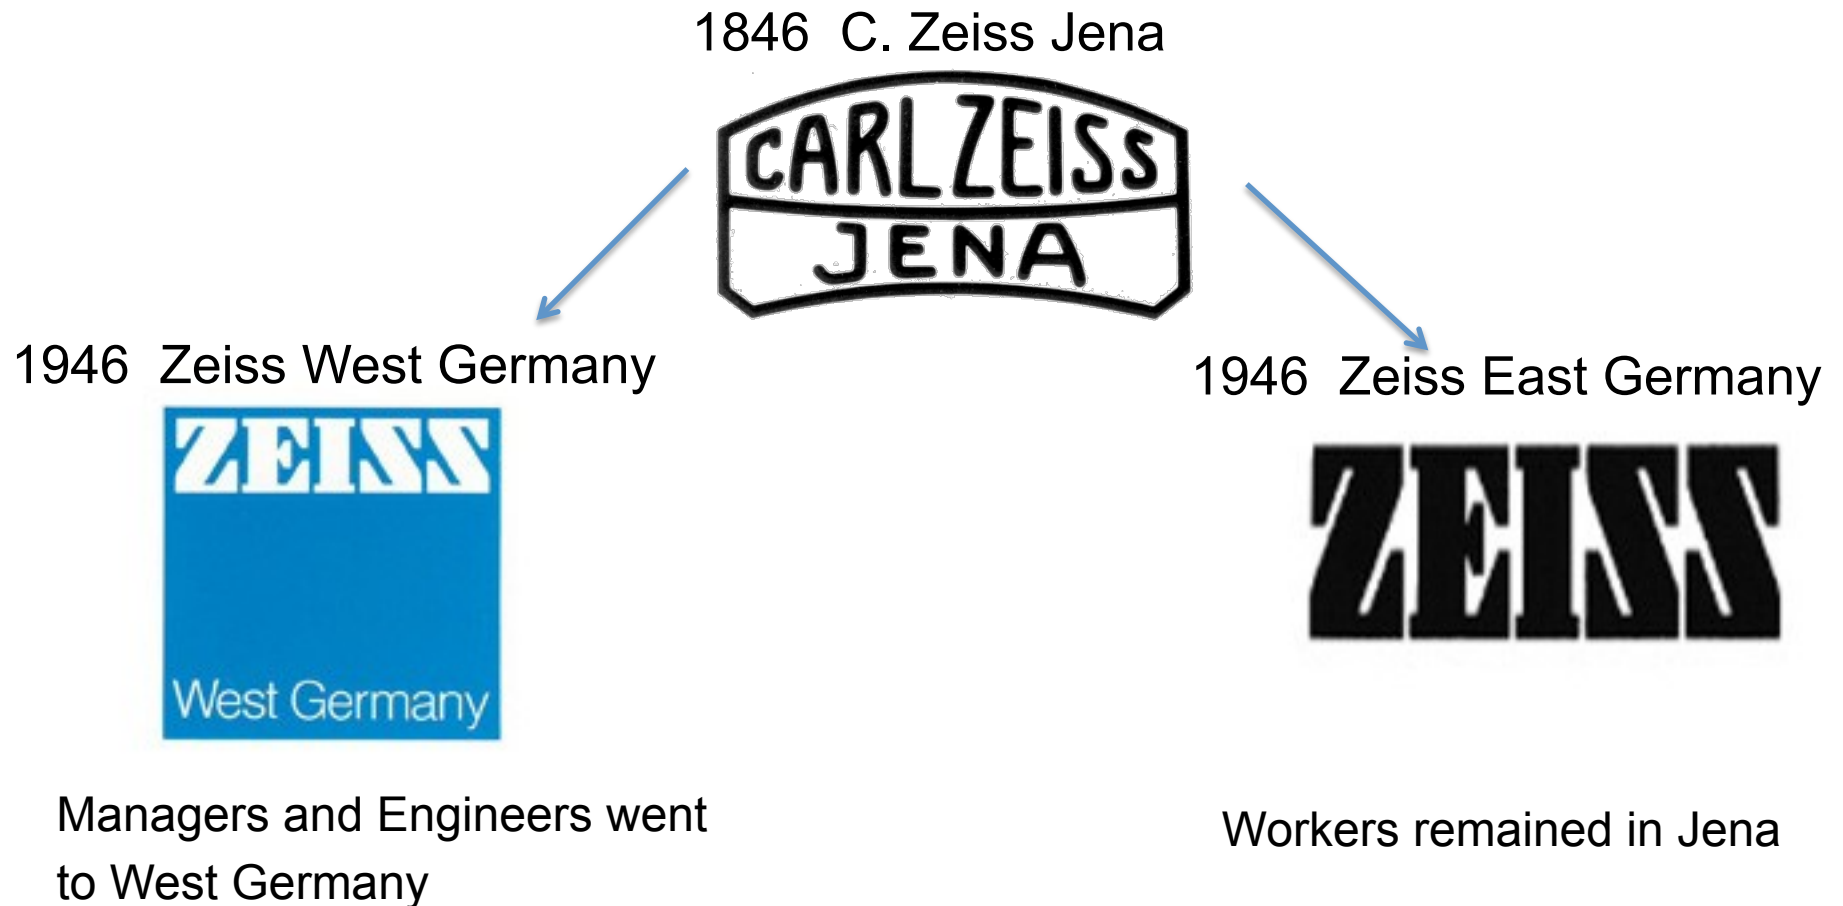 1846 C. Zeiss Jena
CARL ZEISS
JENA
1946 Zeiss West Germany
ZEISS
West Germany
Managers and Engineers went
to West Germany
1946 Zeiss East Germany
ZEISS
Workers remained in Jena